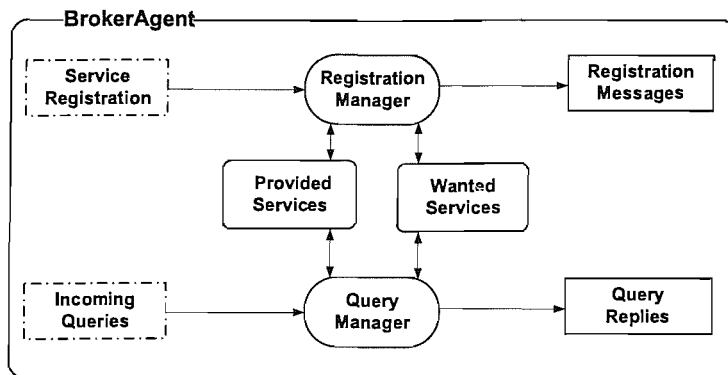 BrokerAgent
Service
Registration
Registration
Manager
Registration
Messages
Provided
Services
Wanted
Services
Incoming
Queries
Query
Manager
Query
Replies